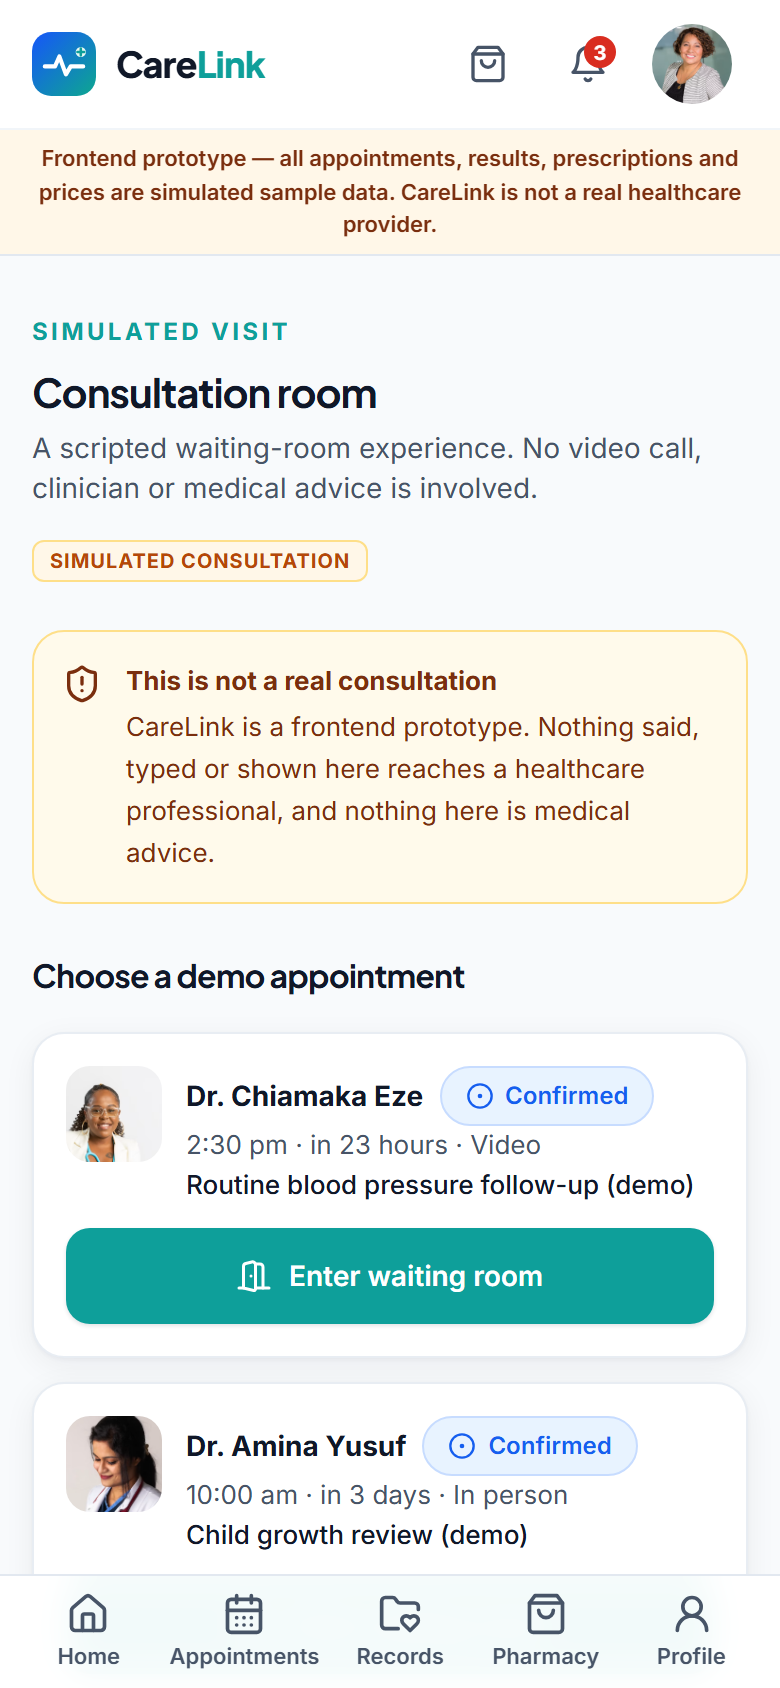 CareLink
3
Frontend prototype — all appointments, results, prescriptions and
prices are simulated sample data. CareLink is not a real healthcare
provider.
SIMULATED VISIT
Consultation room
A scripted waiting-room experience. No video call,
clinician or medical advice is involved.
SIMULATED CONSULTATION
This is not a real consultation
CareLink is a frontend prototype. Nothing said,
typed or shown here reaches a healthcare
professional, and nothing here is medical
advice.
Choose a demo appointment
Dr. Chiamaka Eze Confirmed
2:30 pm · in 23 hours · Video
Routine blood pressure follow-up (demo)
Enter waiting room
Dr. Amina Yusuf Confirmed
10:00 am · in 3 days · In person
Child growth review (demo)
Home Appointments Records Pharmacy Profile